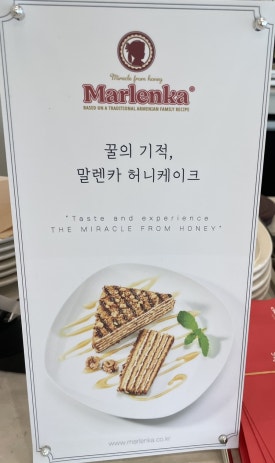 Miracle from honey
Marlenka®
BASED ON A TRADITIONAL ARMENIAN FAMILY RECIPE
꿀의 기적,
말렌카 허니케이크
"Taste and experience
THE MIRACLE FROM HONEY"
www.marlenka.co.kr